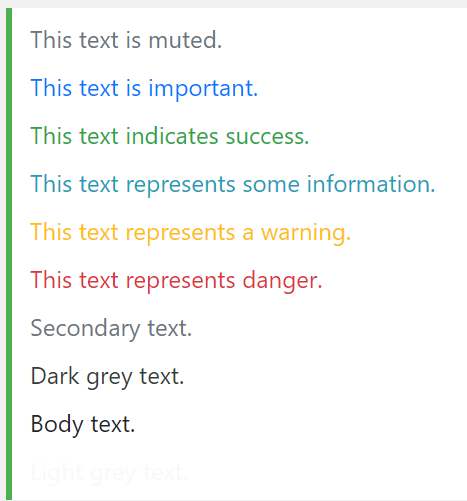 This text is muted.
This text is important.
This text indicates success.
This text represents some information.
This text represents a warning.
This text represents danger.
Secondary text.
Dark grey text.
Body text.
Light grey text.